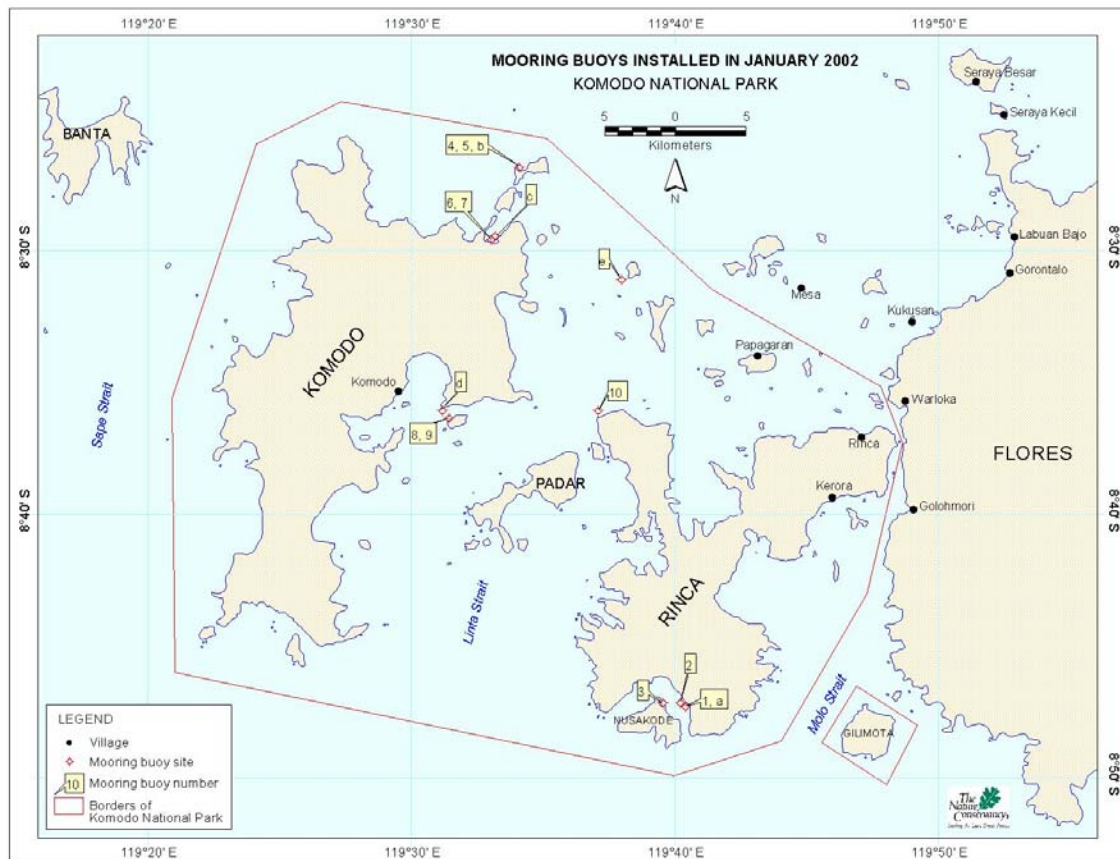 119°20' E 119°30' E 119°40' E 119°50' E
MOORING BUOYS INSTALLED IN JANUARY 2002
KOMODO NATIONAL PARK
5 0 5
Kilometers
N
Seraya Besar
Seraya Kecil
BANTA
4, 5, b
c
6, 7
8°30' S
8°30' S
Labuan Bajo
Gorontalo
e
Mesa
Kukusan
Papagaran
KOMODO
Komodo
d
8, 9
10
Warloka
Sape Strait
Rinca
FLORES
PADAR
Kerora
8°40' S
8°40' S
Golohmori
Linta Strait
RINCA
2
3
1, a
NUSAKODE
Molo Strait
GILIMOTA
LEGEND
Village
Mooring buoy site
10 Mooring buoy number
Borders of
Komodo National Park
The
Nature
Conservancy
119°20' E 119°30' E 119°40' E 119°50' E